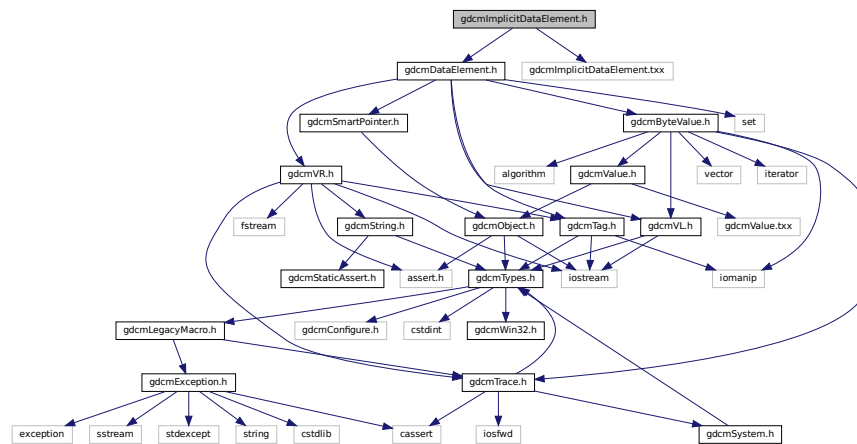 gdcmImplicitDataElement.h
gdcmDataElement.h
gdcmImplicitDataElement.txx
gdcmSmartPointer.h
gdcmByteValue.h
set
gdcmVR.h
algorithm
gdcmValue.h
vector
iterator
fstream
gdcmString.h
gdcmObject.h
gdcmTag.h
gdcmVL.h
gdcmValue.txx
gdcmStaticAssert.h
assert.h
gdcmTypes.h
iostream
iomanip
gdcmLegacyMacro.h
gdcmConfigure.h
cstdint
gdcmWin32.h
gdcmException.h
gdcmTrace.h
exception
sstream
stdexcept
string
cstdlib
cassert
iosfwd
gdcmSystem.h